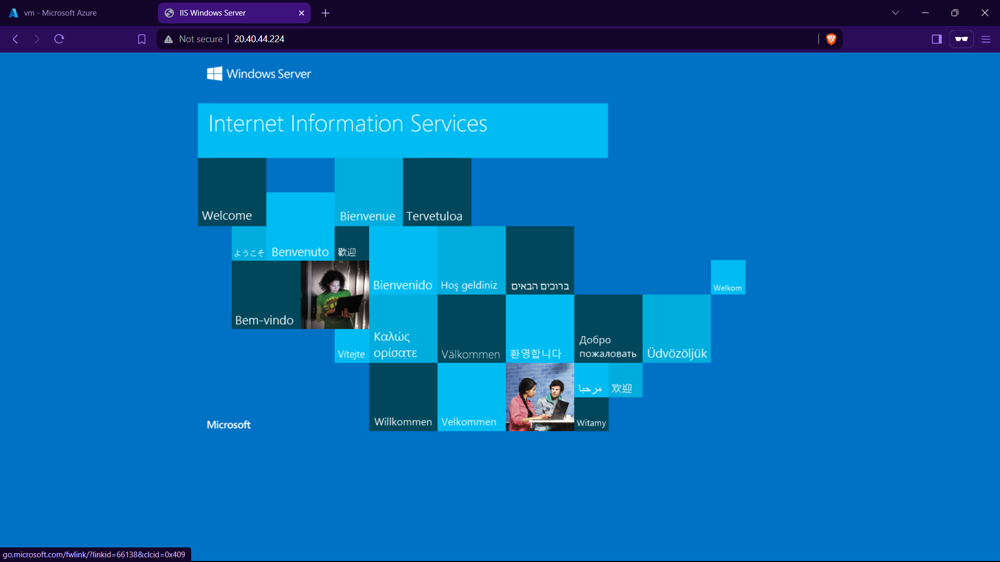 vm - Microsoft Azure
IIS Windows Server
Not secure
20.40.44.224
Windows Server
Internet Information Services
Welcome
Bienvenue
Tervetuloa
ようこそ
Benvenuto
歡迎
Bienvenido
Hoş geldiniz
ברוכים הבאים
Welkom
Bem-vindo
Vítejte
Καλώς
ορίσατε
Välkommen
환영합니다
Добро
пожаловать
Üdvözöljük
مرحبا
欢迎
Willkommen
Velkommen
Witamy
Microsoft
go.microsoft.com/fwlink/?linkid=66138&clcid=0x409